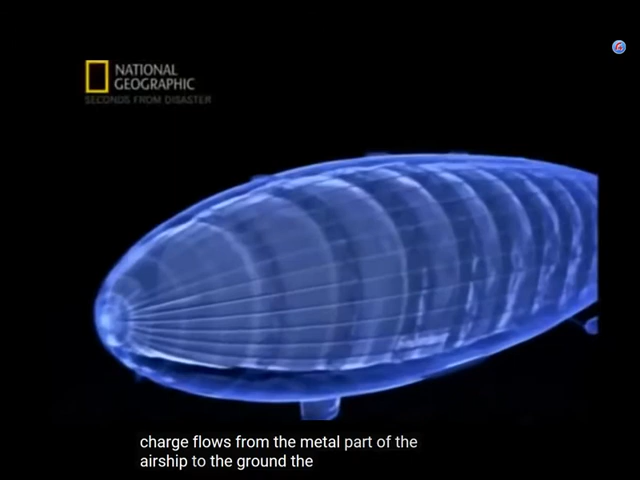 NATIONAL
GEOGRAPHIC
SECONDS FROM DISASTER
charge flows from the metal part of the
airship to the ground the